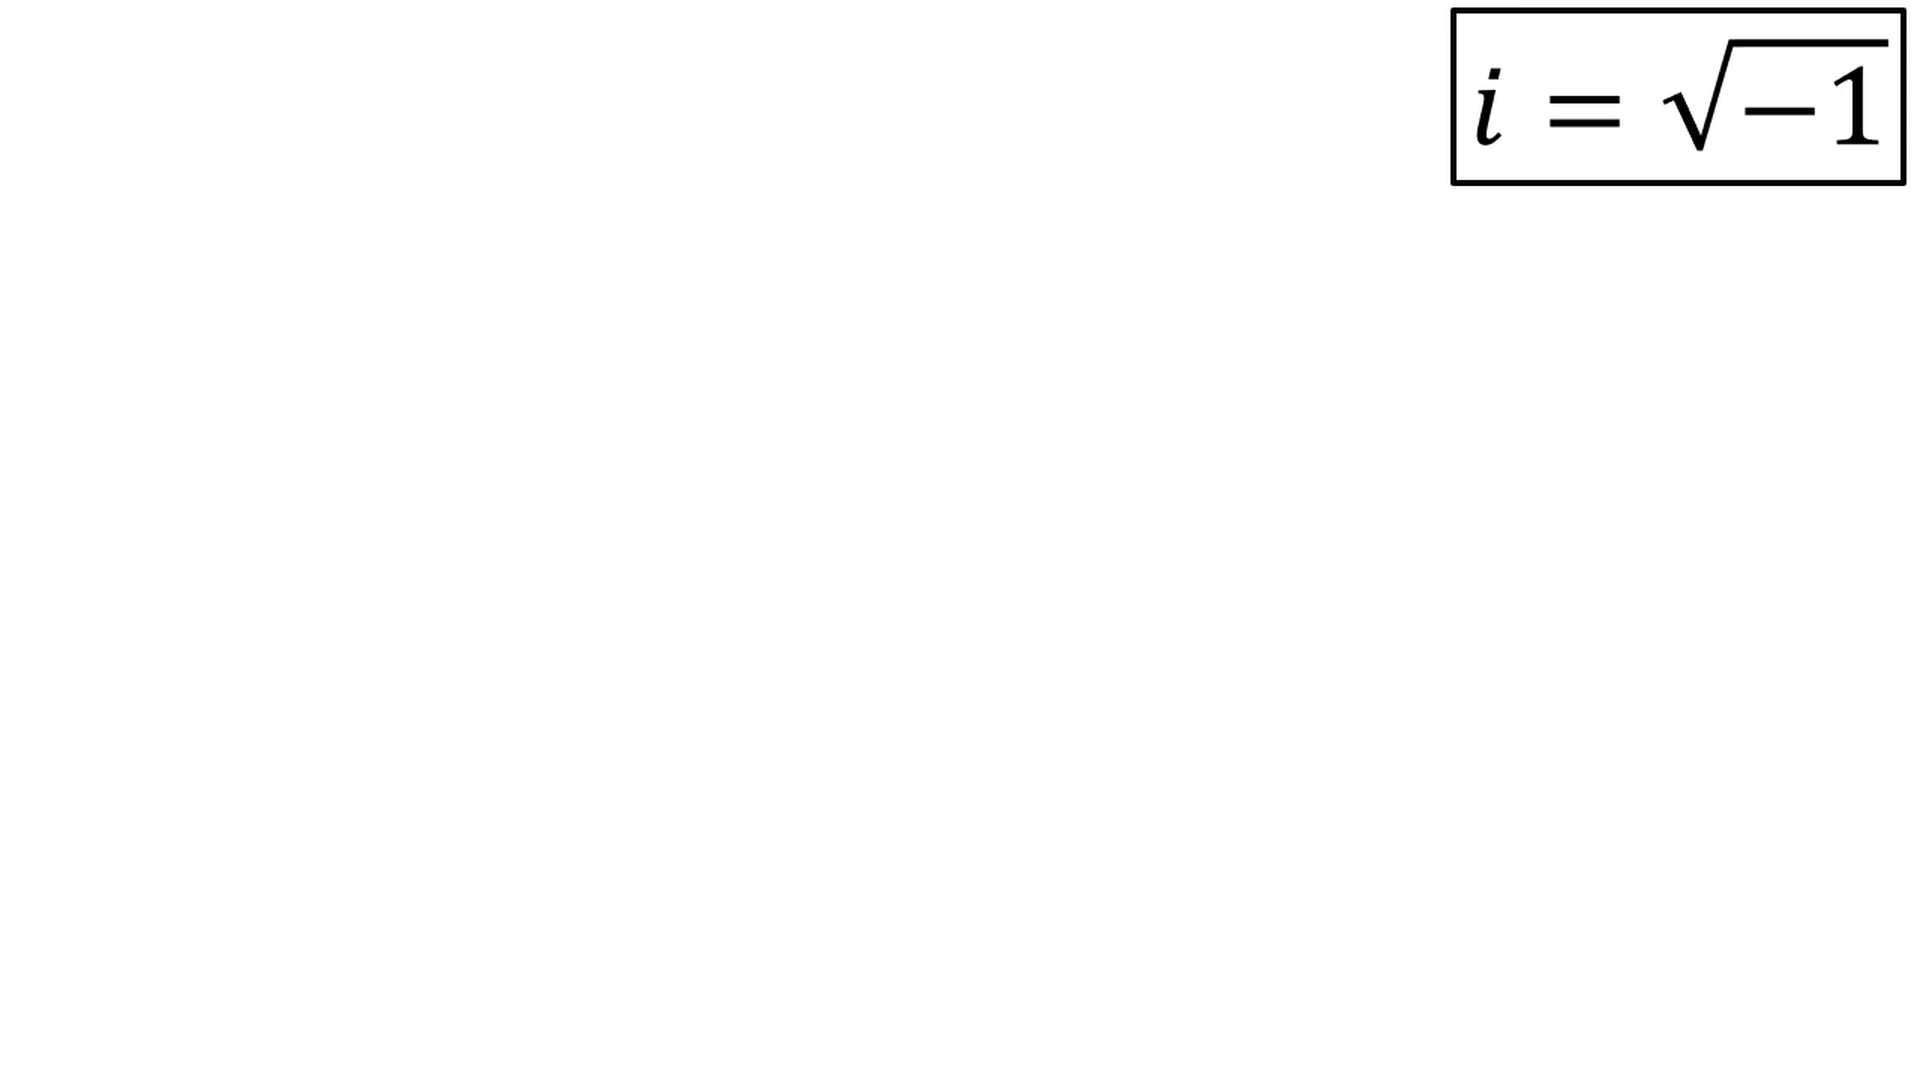 i = √−1